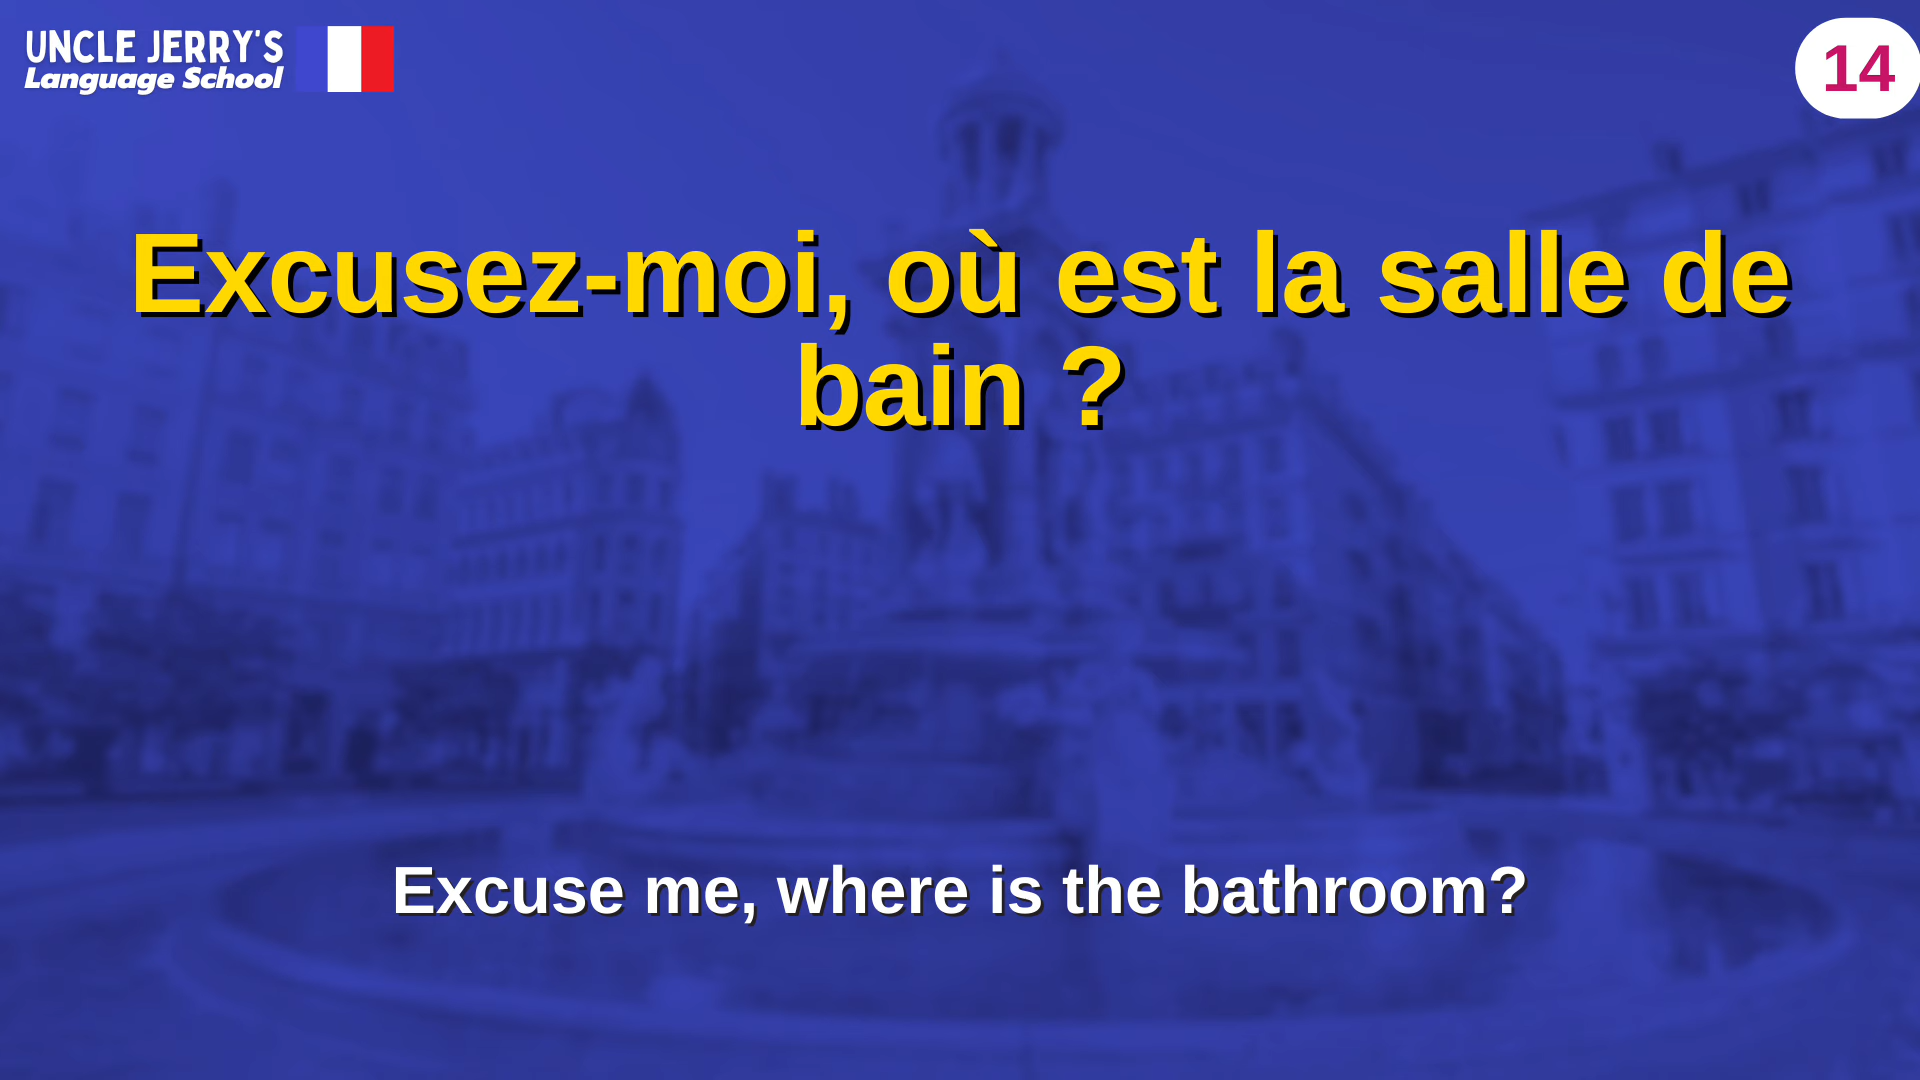 UNCLE JERRY'S
Language School
14
Excusez-moi, où est la salle de
bain ?
Excuse me, where is the bathroom?